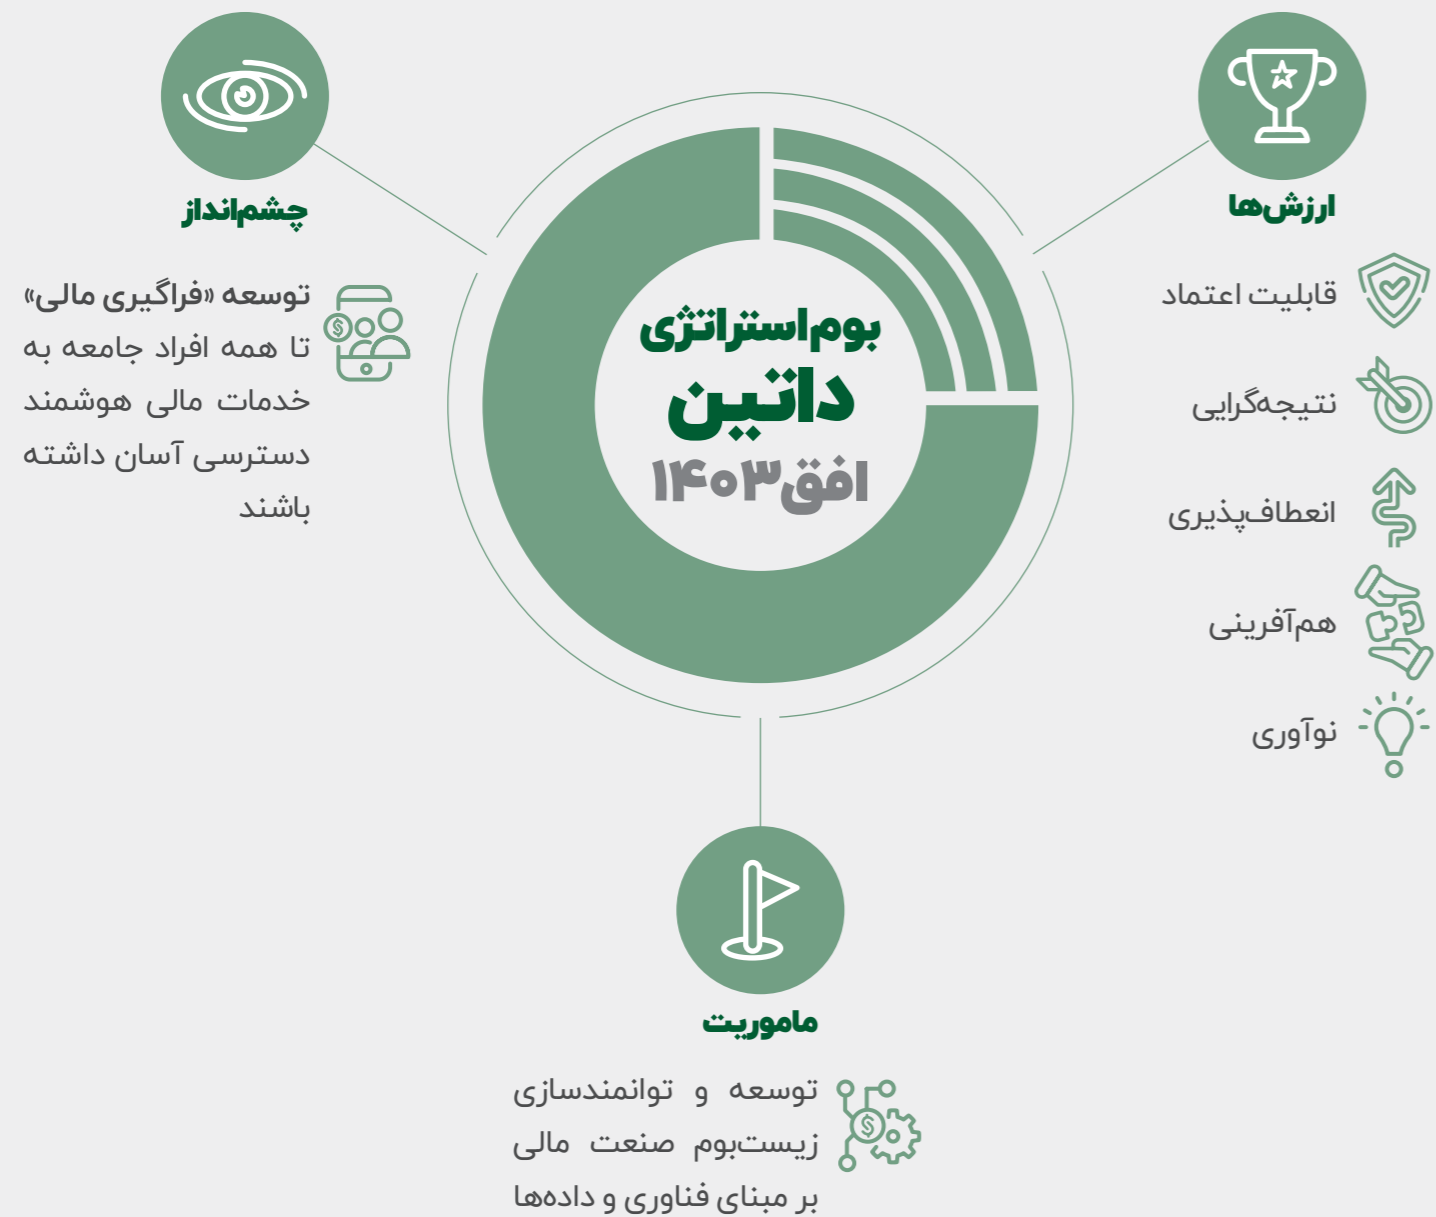 بوم‌استراتژی
داتین
افق۱۴۰۳
ارزش‌ها
قابلیت اعتماد
نتیجه‌گرایی
انعطاف‌پذیری
هم‌آفرینی
نوآوری
چشم‌انداز
توسعه «فراگیری مالی»
تا همه افراد جامعه به
خدمات مالی هوشمند
دسترسی آسان داشته
باشند
ماموریت
توسعه و توانمندسازی
زیست‌بوم صنعت مالی
بر مبنای فناوری و داده‌ها